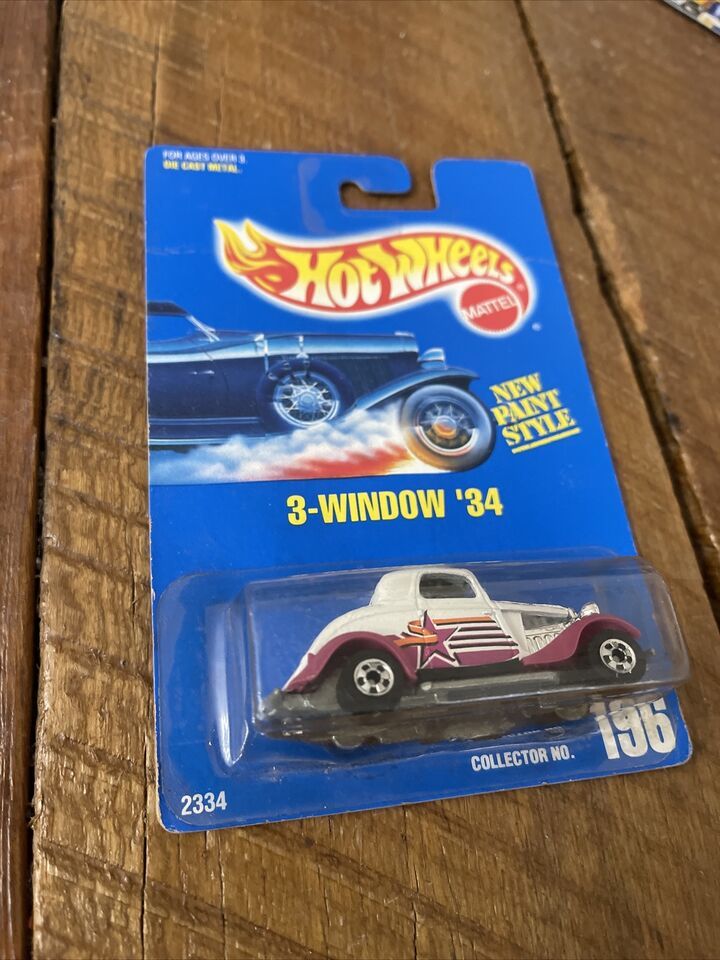 FOR AGES OVER 3.
DIE CAST METAL.
HOT WHEELS
MATTEL
NEW
PAINT
STYLE
3-WINDOW '34
COLLECTOR NO. 196
2334